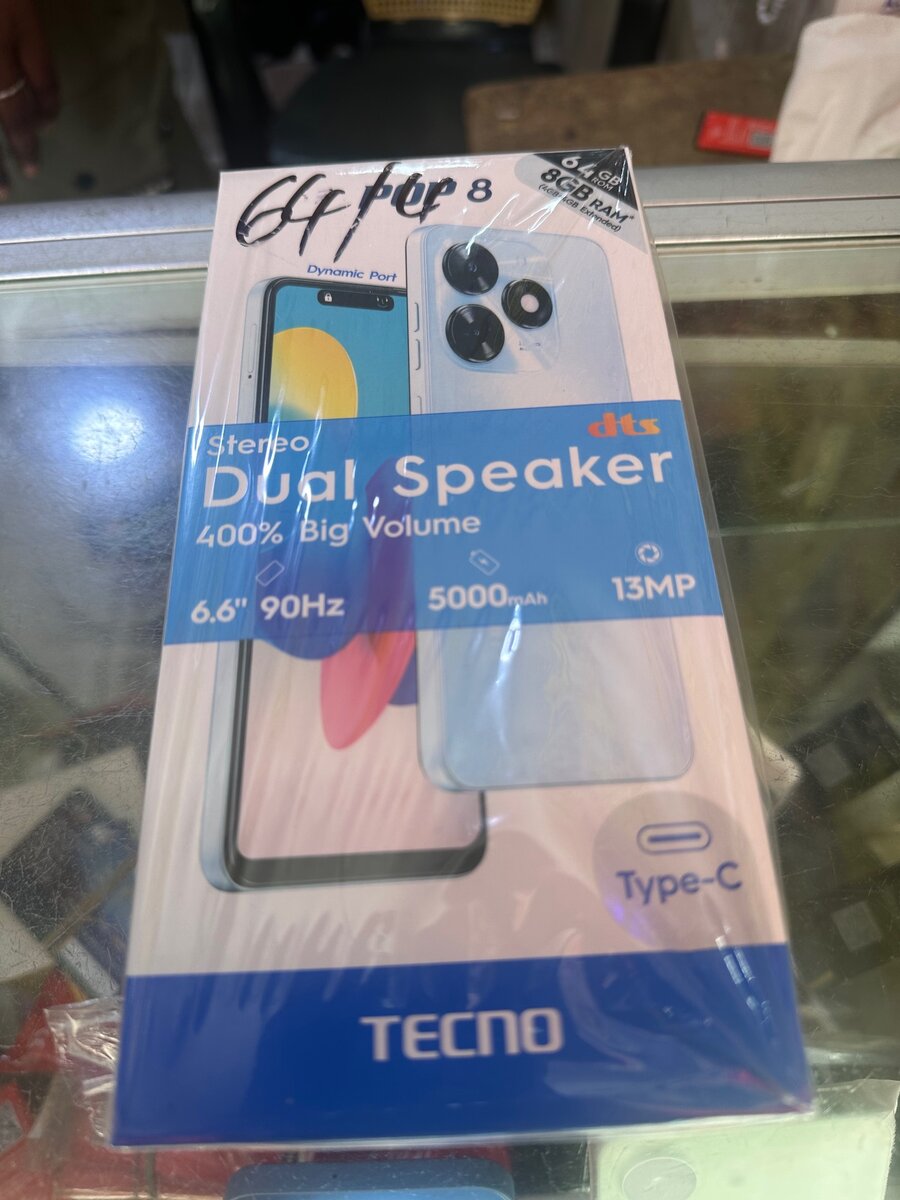 64/4
POP 8
64GB ROM
8GB RAM*
(4GB+4GB Extended)
Dynamic Port
dts
Stereo
Dual Speaker
400% Big Volume
6.6" 90Hz
5000mAh
13MP
Type-C
TECNO